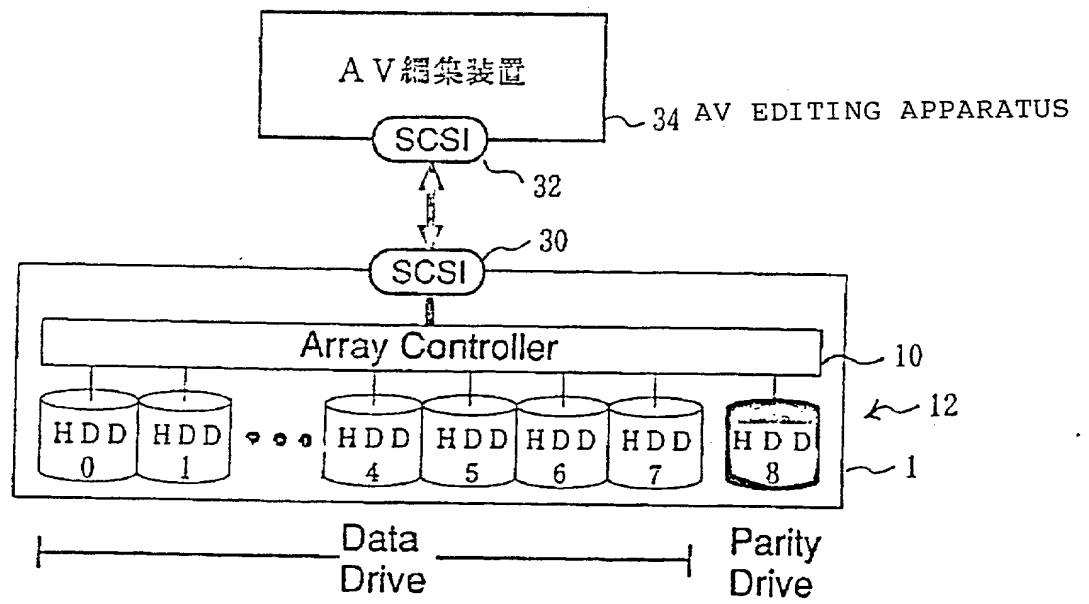 AV編集装置
34 AV EDITING APPARATUS
SCSI
32
30
SCSI
Array Controller
10
12
HDD 0
HDD 1
HDD 4
HDD 5
HDD 6
HDD 7
HDD 8
1
Data Drive
Parity Drive